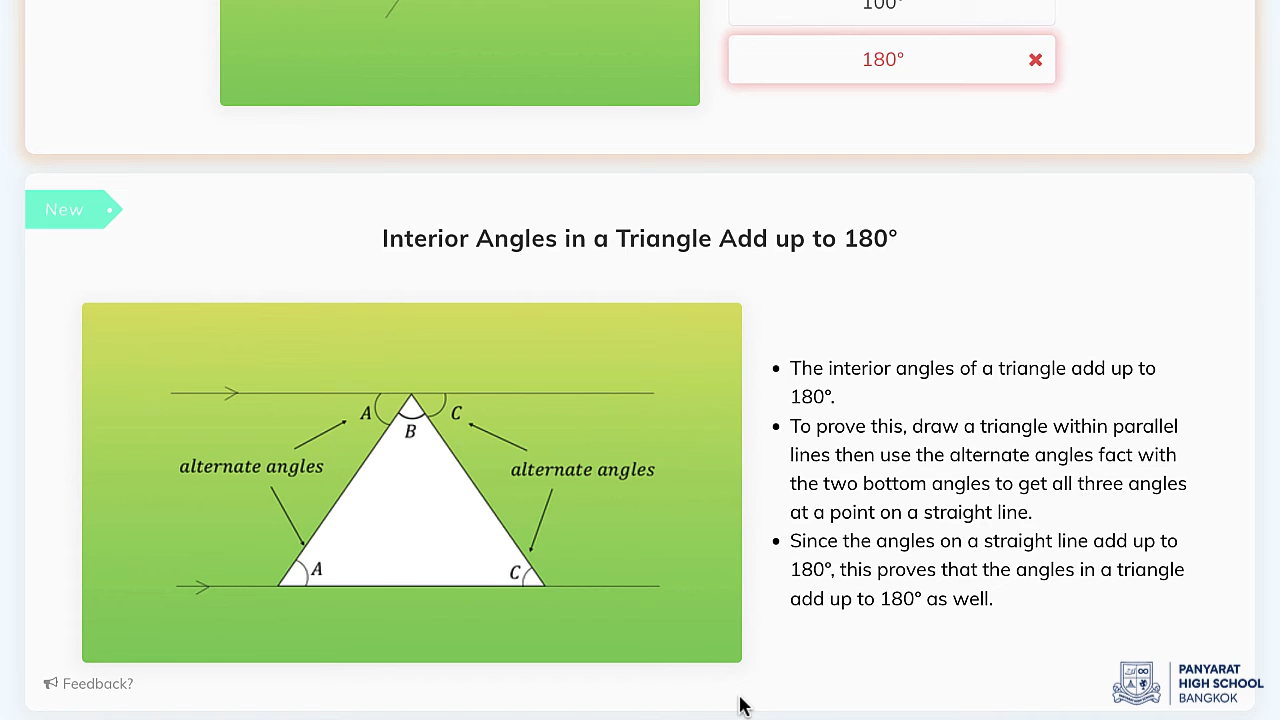 100°
180°
New
Interior Angles in a Triangle Add up to 180°
A
B
C
alternate angles
alternate angles
A
C
• The interior angles of a triangle add up to
180°.
• To prove this, draw a triangle within parallel
lines then use the alternate angles fact with
the two bottom angles to get all three angles
at a point on a straight line.
• Since the angles on a straight line add up to
180°, this proves that the angles in a triangle
add up to 180° as well.
Feedback?
PANYARAT
HIGH SCHOOL
BANGKOK